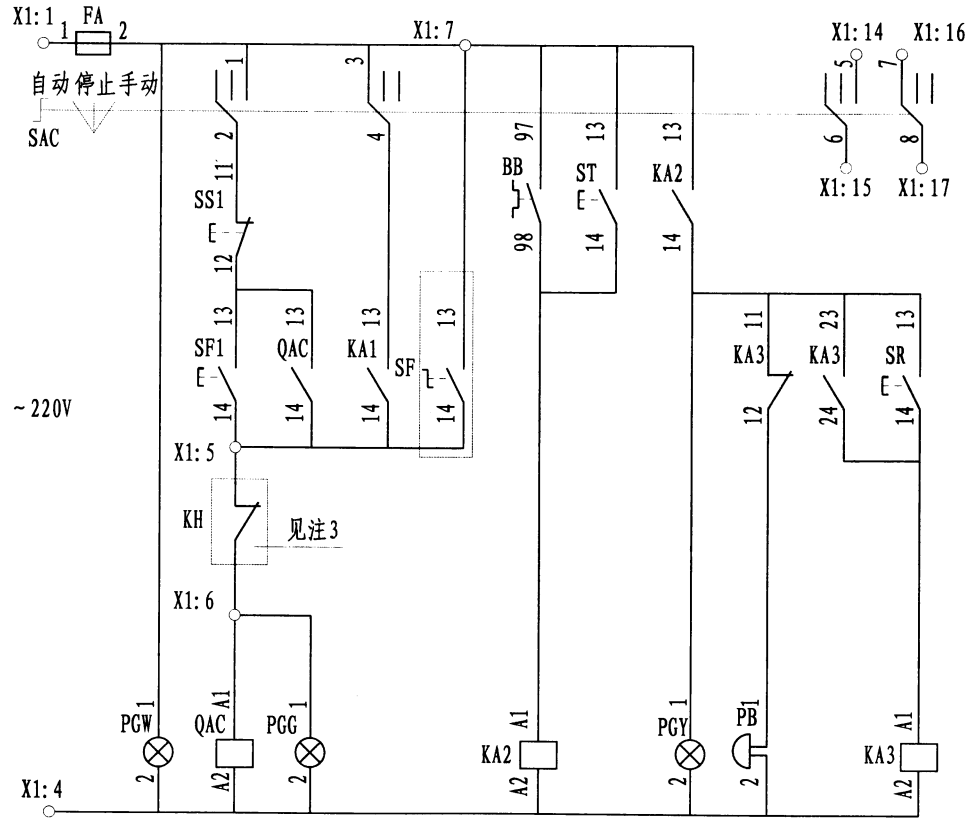 X1:1 1 FA 2 X1:7 X1:14 X1:16
自动 停止 手动 1 3 5 7
SAC 2 4 97 13 13 6 8
11 BB ST KA2 X1:15 X1:17
SS1
12 98 14 14
13 13 13 13 11 23 13
SF1 QAC KA1 SF KA3 KA3 SR
14 14 14 14 12 24 14
~220V
X1:5
KH 见注3
X1:6
A1 1 A1 1 1 A1
PGW 1 QAC PGG KA2 PGY PB KA3
2 A2 2 A2 2 2 A2
X1:4